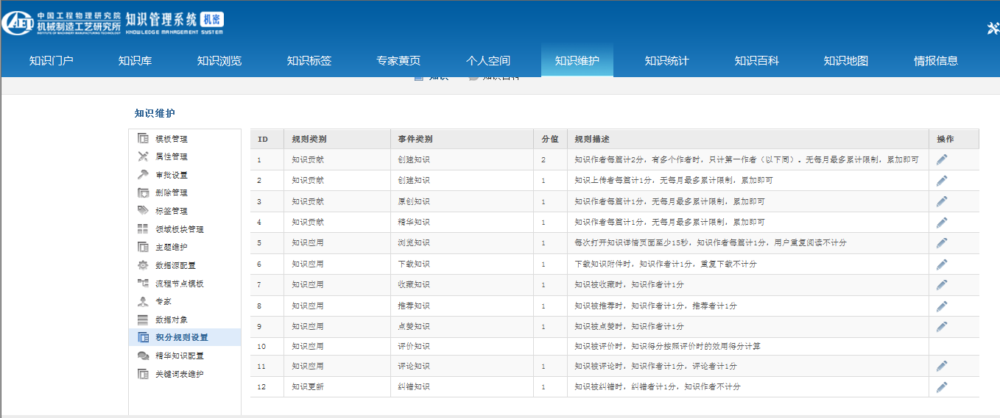 中国工程物理研究院
机械制造工艺研究所
INSTITUTE OF MACHINERY MANUFACTURING TECHNOLOGY
知识管理系统 机密
KNOWLEDGE MANAGEMENT SYSTEM
知识门户 知识库 知识浏览 知识标签 专家黄页 个人空间 知识维护 知识统计 知识百科 知识地图 情报信息
知识 知识百科
知识维护
模板管理
属性管理
审批设置
删除管理
标签管理
领域板块管理
主题维护
数据源配置
流程节点模板
专家
数据对象
积分规则设置
精华知识配置
关键词表维护
ID 规则类别 事件类别 分值 规则描述 操作
1 知识贡献 创建知识 2 知识作者每篇计2分，有多个作者时，只计第一作者（以下同）。无每月最多累计限制，累加即可
2 知识贡献 创建知识 1 知识上传者每篇计1分，无每月最多累计限制，累加即可
3 知识贡献 原创知识 1 知识作者每篇计1分，无每月最多累计限制，累加即可
4 知识贡献 精华知识 1 知识作者每篇计1分，无每月最多累计限制，累加即可
5 知识应用 浏览知识 1 每次打开知识详情页面至少15秒，知识作者每篇计1分，用户重复阅读不计分
6 知识应用 下载知识 1 下载知识附件时，知识作者计1分，重复下载不计分
7 知识应用 收藏知识 1 知识被收藏时，知识作者计1分
8 知识应用 推荐知识 1 知识被推荐时，知识作者计1分，推荐者计1分
9 知识应用 点赞知识 1 知识被点赞时，知识作者计1分
10 知识应用 评价知识 知识被评价时，知识得分按照评价时的效用得分计算
11 知识应用 评论知识 1 知识被评论时，知识作者计1分，评论者计1分
12 知识更新 纠错知识 1 知识被纠错时，纠错者计1分，知识作者不计分